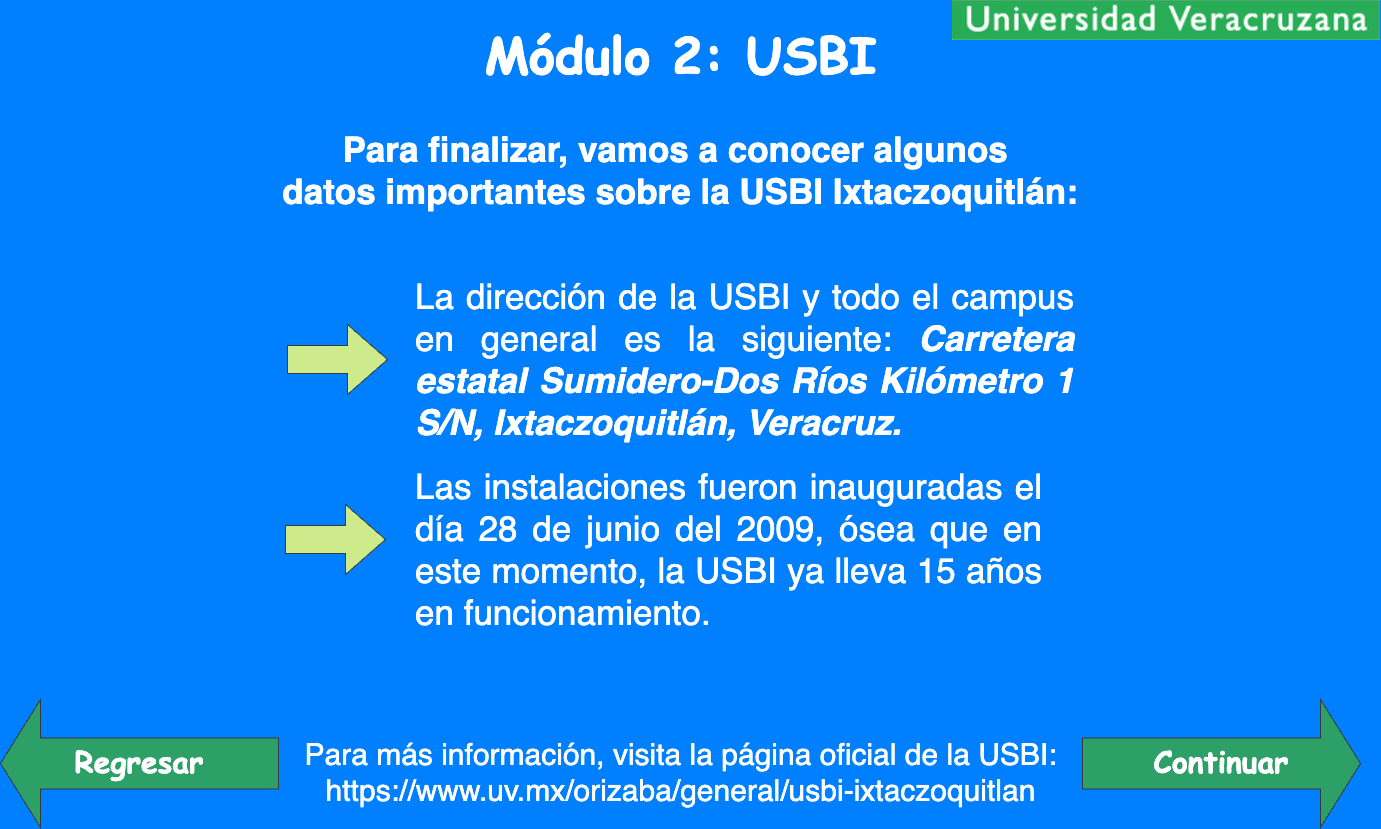 Universidad Veracruzana
Módulo 2: USBI
Para finalizar, vamos a conocer algunos
datos importantes sobre la USBI Ixtaczoquitlán:
La dirección de la USBI y todo el campus
en general es la siguiente: Carretera
estatal Sumidero-Dos Ríos Kilómetro 1
S/N, Ixtaczoquitlán, Veracruz.
Las instalaciones fueron inauguradas el
día 28 de junio del 2009, ósea que en
este momento, la USBI ya lleva 15 años
en funcionamiento.
Regresar
Para más información, visita la página oficial de la USBI:
https://www.uv.mx/orizaba/general/usbi-ixtaczoquitlan
Continuar